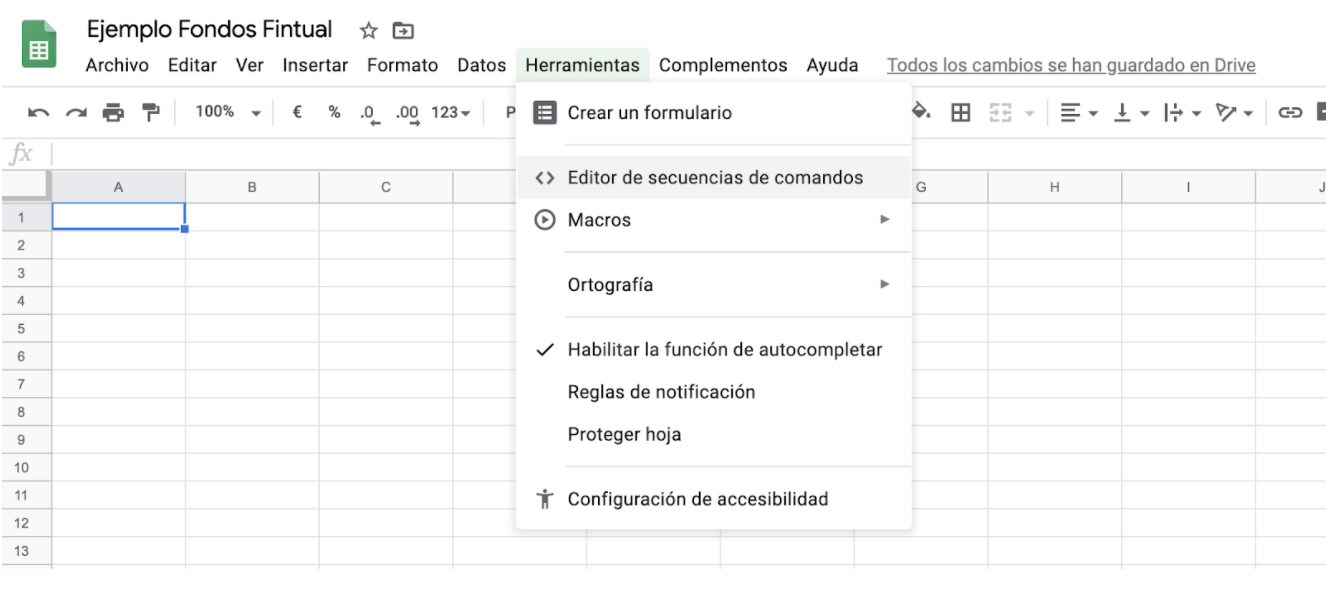 Ejemplo Fondos Fintual
Archivo Editar Ver Insertar Formato Datos Herramientas Complementos Ayuda Todos los cambios se han guardado en Drive
100% € % .0 .00 123 P
Crear un formulario
fx
Editor de secuencias de comandos
A B C G H I J
Macros
Ortografía
Habilitar la función de autocompletar
Reglas de notificación
Proteger hoja
Configuración de accesibilidad
1
2
3
4
5
6
7
8
9
10
11
12
13